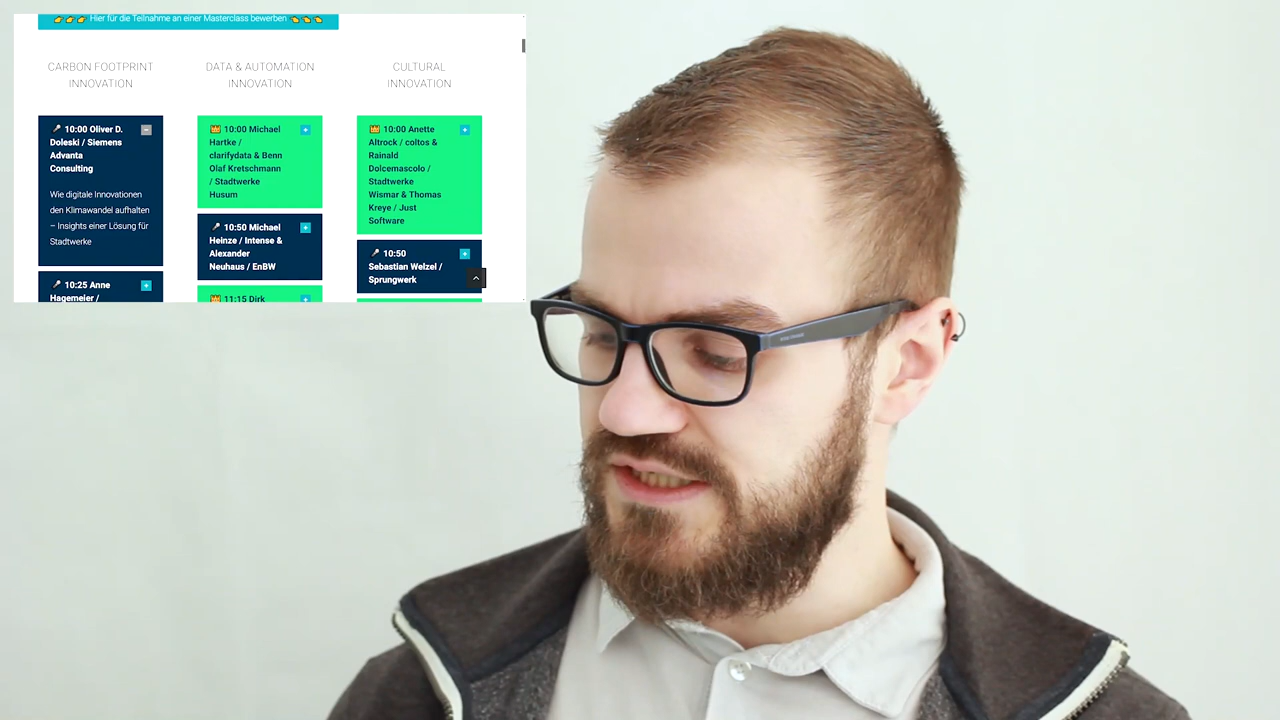 Hier für die Teilnahme an einer Masterclass bewerben
CARBON FOOTPRINT
INNOVATION
10:00 Oliver D.
Doleski / Siemens
Advanta
Consulting
Wie digitale Innovationen
den Klimawandel aufhalten
– Insights einer Lösung für
Stadtwerke
10:25 Anne
Hagemeier /
DATA & AUTOMATION
INNOVATION
10:00 Michael
Hartke /
clarifydata & Benn
Olaf Kretschmann
/ Stadtwerke
Husum
10:50 Michael
Heinze / Intense &
Alexander
Neuhaus / EnBW
11:15 Dirk
CULTURAL
INNOVATION
10:00 Anette
Altrock / coltos &
Rainald
Dolcemascolo /
Stadtwerke
Wismar & Thomas
Kreye / Just
Software
10:50
Sebastian Welzel /
Sprungwerk